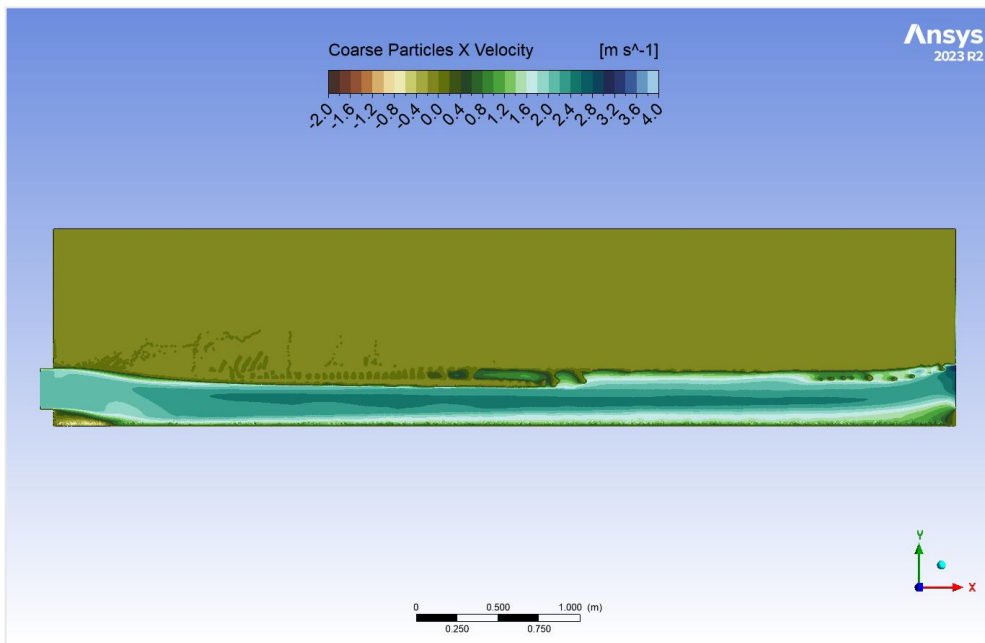 Ansys
2023 R2
Coarse Particles X Velocity [m s^-1]
-2.0 -1.6 -1.2 -0.8 -0.4 0.0 0.4 0.8 1.2 1.6 2.0 2.4 2.8 3.2 3.6 4.0
Y
X
0 0.500 1.000 (m)
0.250 0.750